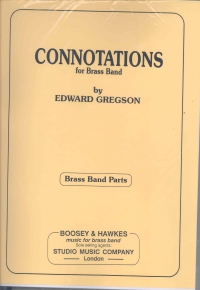 CONNOTATIONS
for Brass Band
by
EDWARD GREGSON
Brass Band Parts
BOOSEY & HAWKES
music for brass band
Sole selling agents:
STUDIO MUSIC COMPANY
London